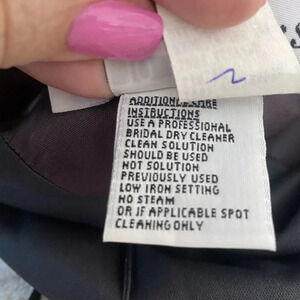 ADDITIONAL CARE
INSTRUCTIONS
USE A PROFESSIONAL
BRIDAL DRY CLEANER
CLEAN SOLUTION
SHOULD BE USED
NOT SOLUTION
PREVIOUSLY USED
LOW IRON SETTING
NO STEAM
OR IF APPLICABLE SPOT
CLEANING ONLY